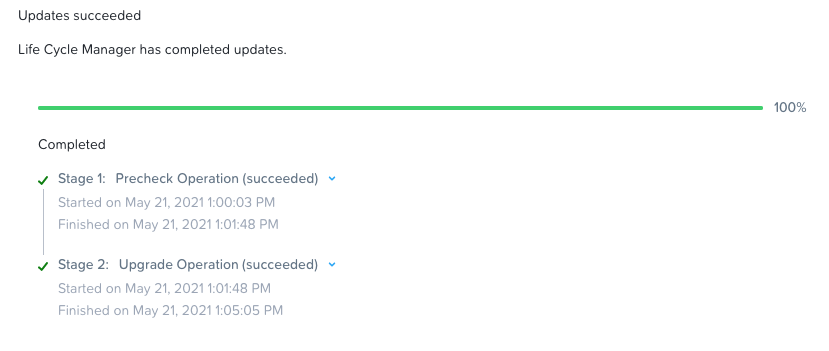 Updates succeeded
Life Cycle Manager has completed updates.
100%
Completed
Stage 1: Precheck Operation (succeeded)
Started on May 21, 2021 1:00:03 PM
Finished on May 21, 2021 1:01:48 PM
Stage 2: Upgrade Operation (succeeded)
Started on May 21, 2021 1:01:48 PM
Finished on May 21, 2021 1:05:05 PM